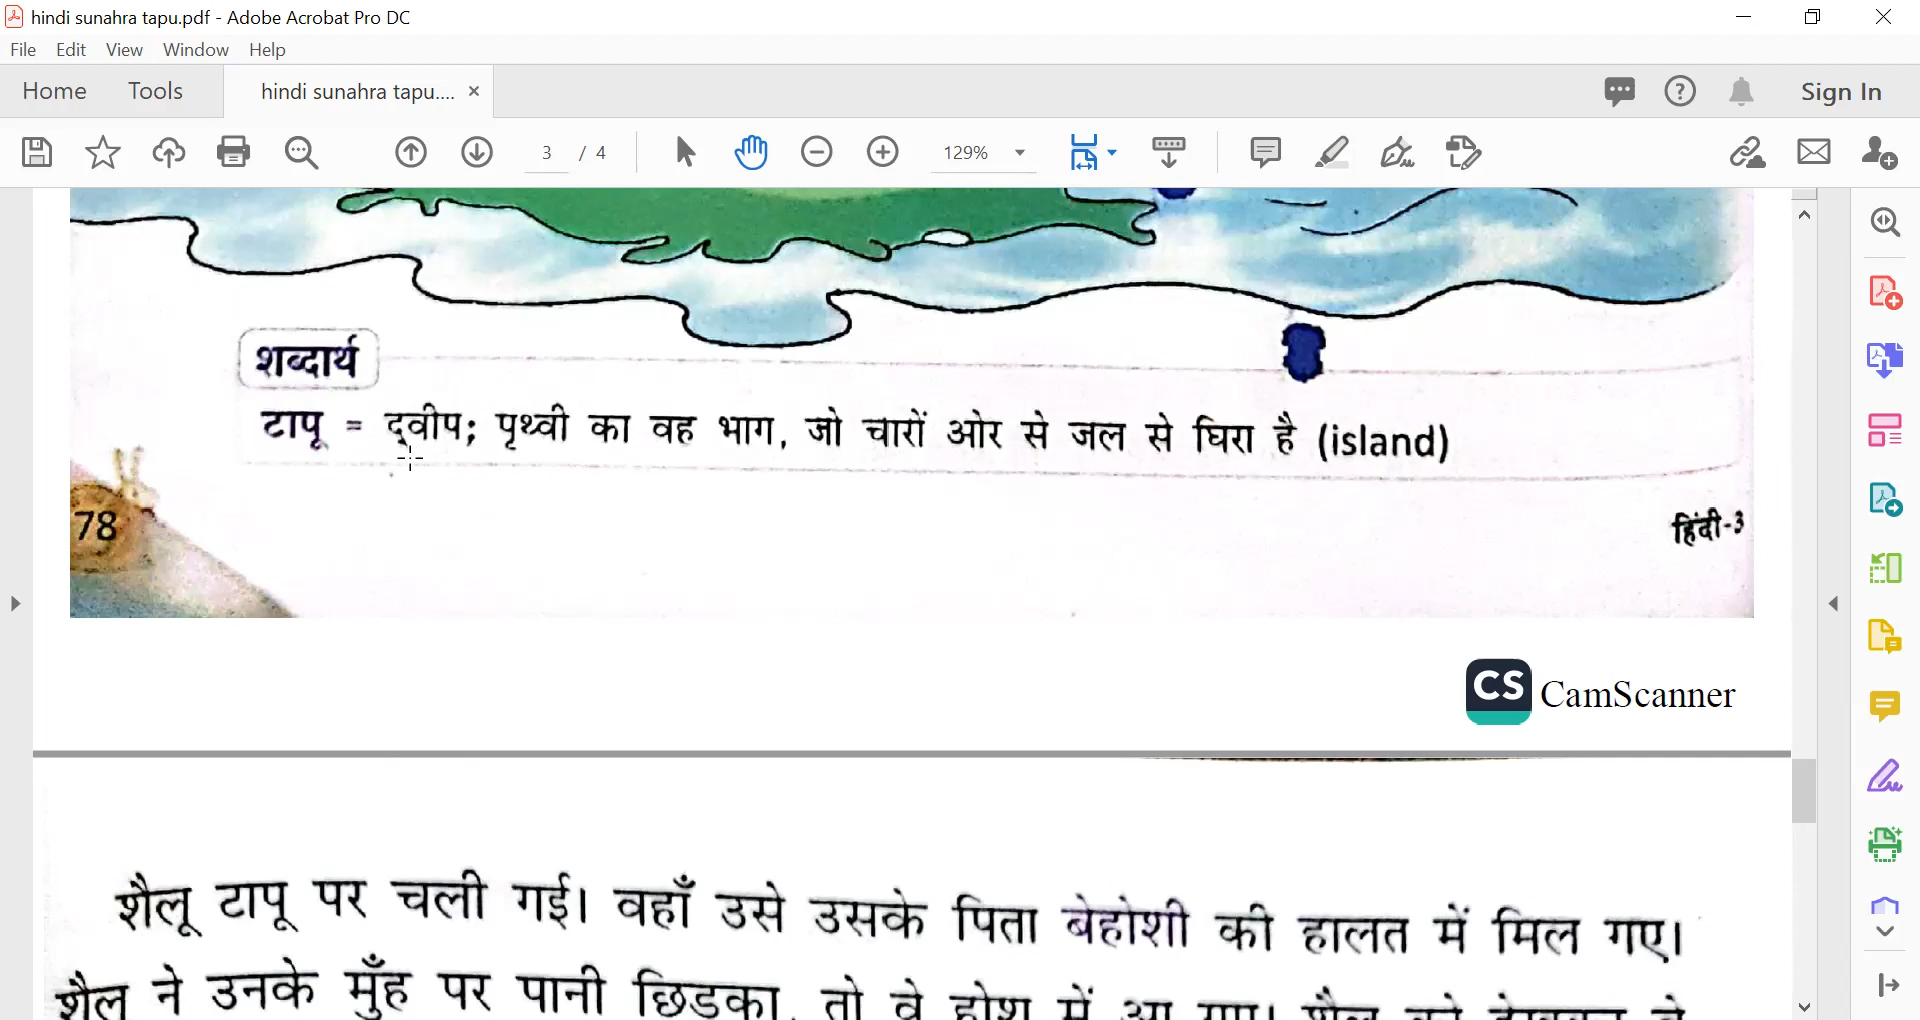 hindi sunahra tapu.pdf - Adobe Acrobat Pro DC
File Edit View Window Help
Home Tools hindi sunahra tapu.... × Sign In
3 / 4 129%
शब्दार्थ
टापू = द्‌वीप; पृथ्वी का वह भाग, जो चारों ओर से जल से घिरा है (island)
78
हिंदी-3
CS CamScanner
शैलू टापू पर चली गई। वहाँ उसे उसके पिता बेहोशी की हालत में मिल गए।
शैलू ने उनके मुँह पर पानी छिड़का, तो वे होश में आ गए। शैलू को देखकर वे